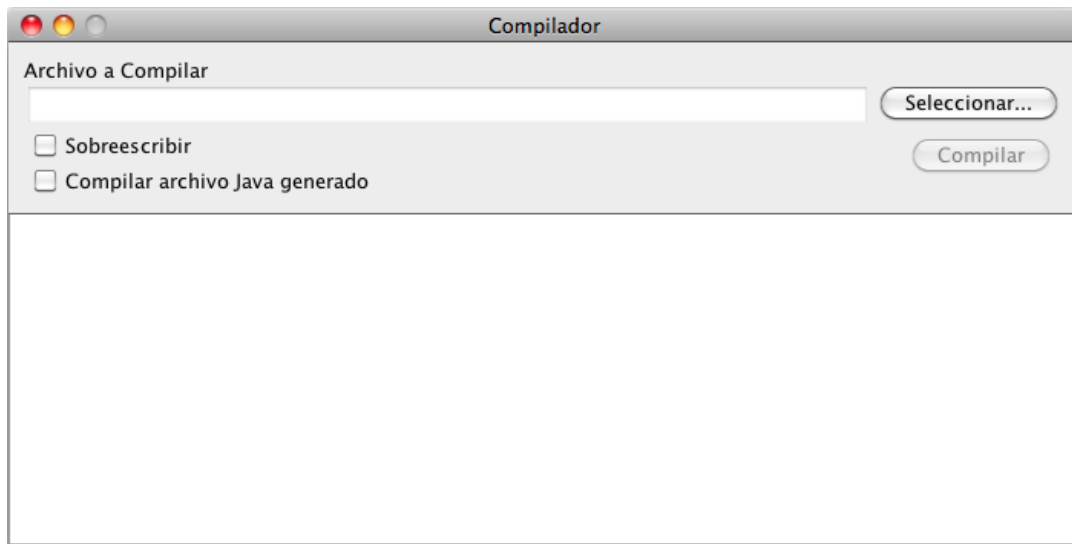 Compilador
Archivo a Compilar
Seleccionar...
Sobreescribir
Compilar
Compilar archivo Java generado